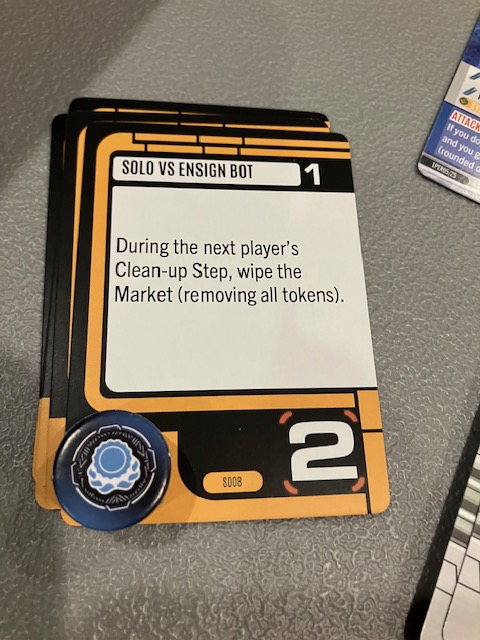 SOLO VS ENSIGN BOT 1
During the next player's
Clean-up Step, wipe the
Market (removing all tokens).
2
SD08
ATTACK
If you do
and you g
(rounded d